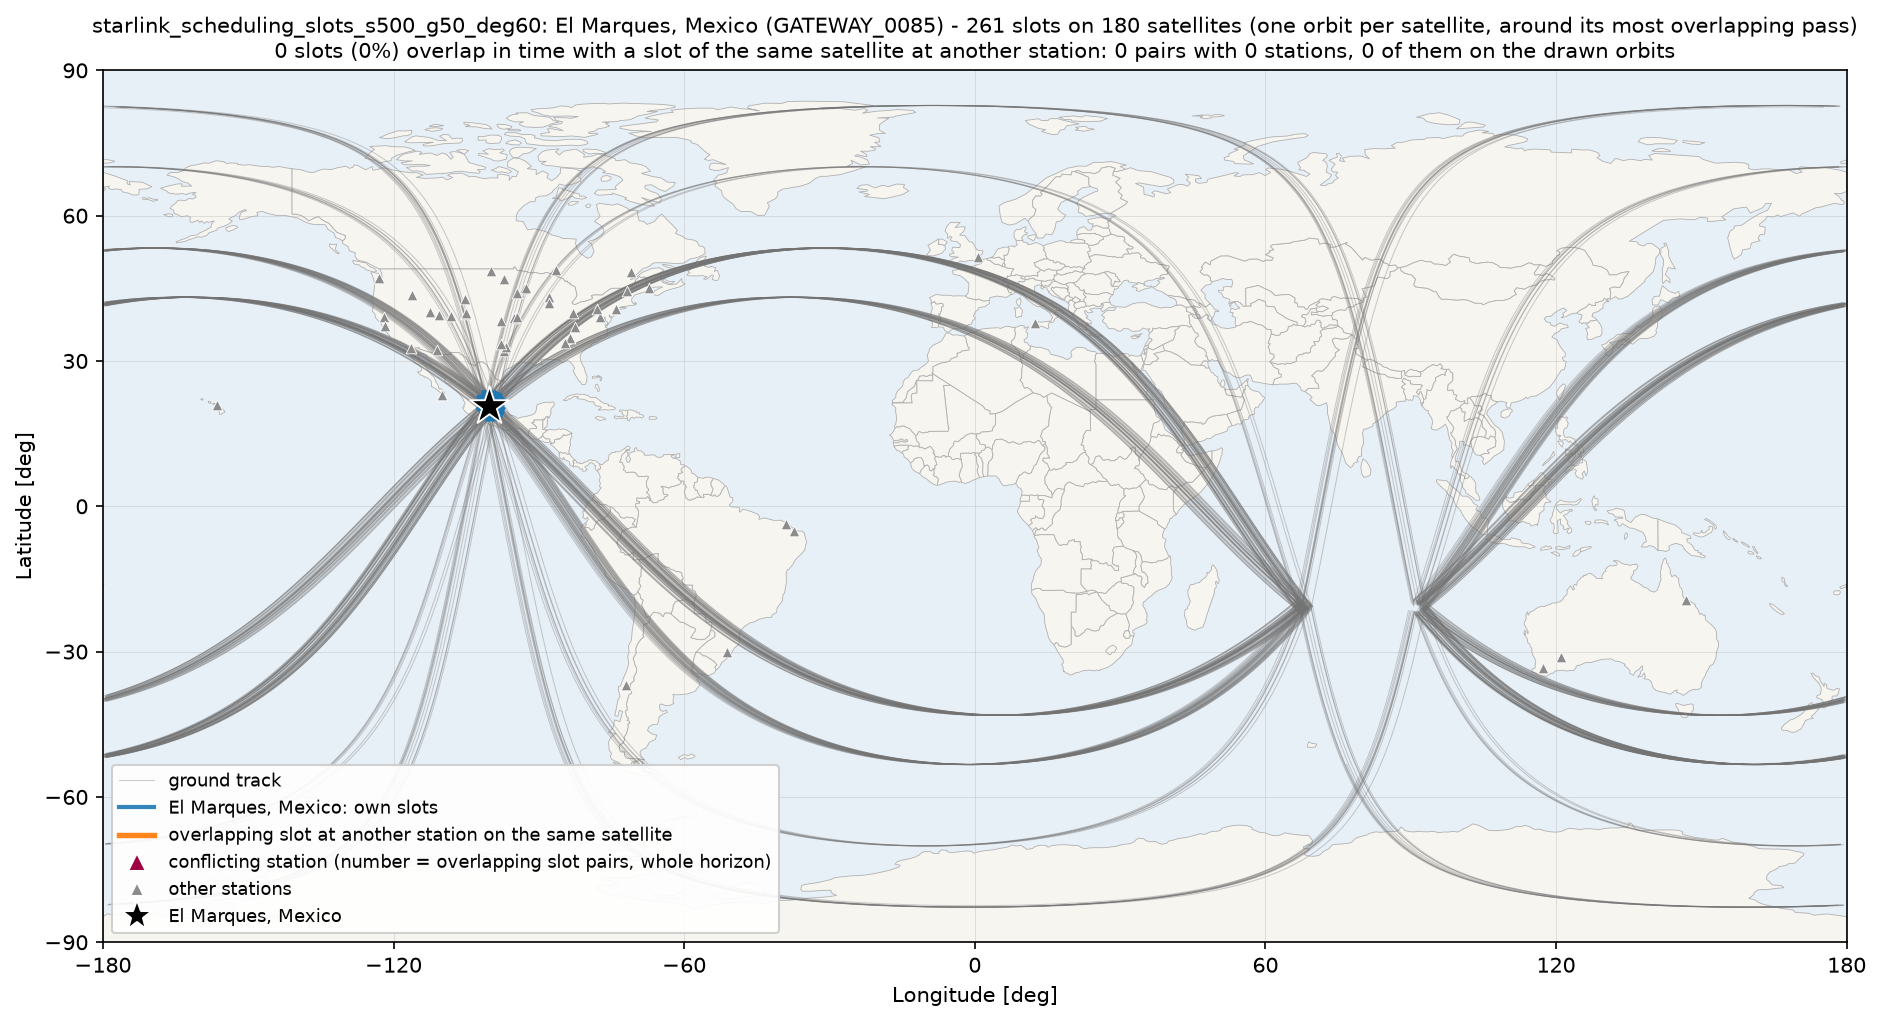 starlink_scheduling_slots_s500_g50_deg60: El Marques, Mexico (GATEWAY_0085) - 261 slots on 180 satellites (one orbit per satellite, around its most overlapping pass)
0 slots (0%) overlap in time with a slot of the same satellite at another station: 0 pairs with 0 stations, 0 of them on the drawn orbits
90
60
30
0
−30
−60
−90
Latitude [deg]
ground track
El Marques, Mexico: own slots
overlapping slot at another station on the same satellite
conflicting station (number = overlapping slot pairs, whole horizon)
other stations
El Marques, Mexico
−180
−120
−60
0
60
120
180
Longitude [deg]